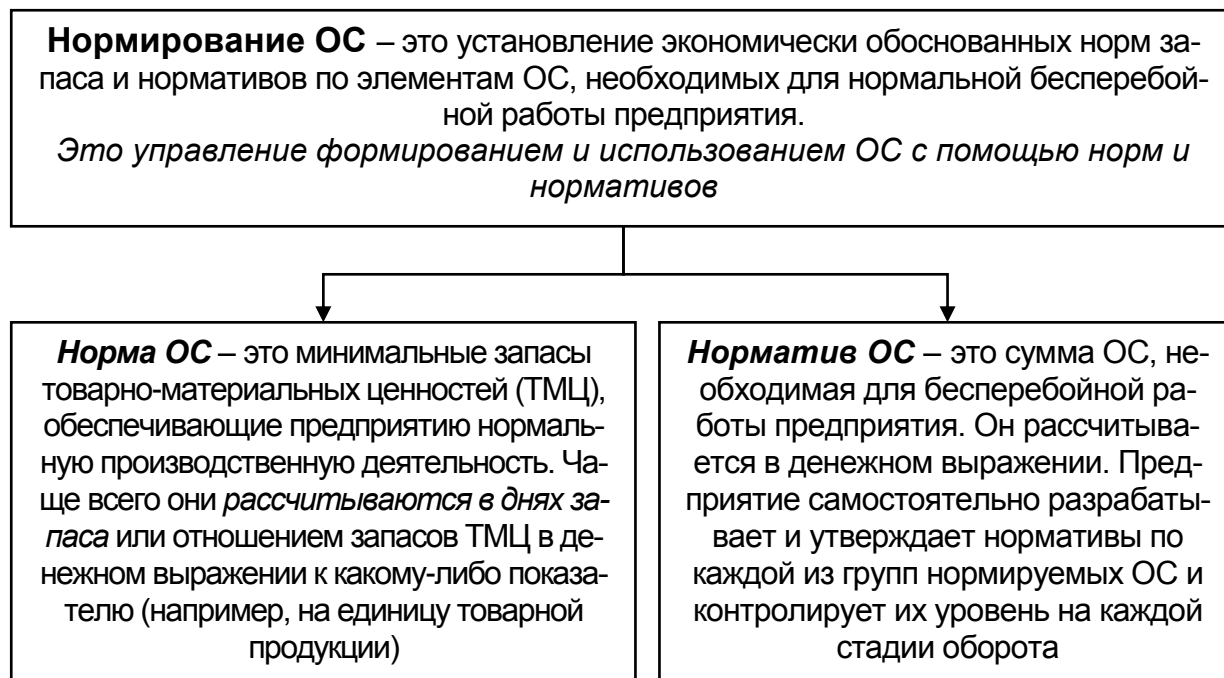 Нормирование ОС – это установление экономически обоснованных норм за-
паса и нормативов по элементам ОС, необходимых для нормальной бесперебой-
ной работы предприятия.
Это управление формированием и использованием ОС с помощью норм и
нормативов
Норма ОС – это минимальные запасы
товарно-материальных ценностей (ТМЦ),
обеспечивающие предприятию нормаль-
ную производственную деятельность. Ча-
ще всего они рассчитываются в днях за-
паса или отношением запасов ТМЦ в де-
нежном выражении к какому-либо показа-
телю (например, на единицу товарной
продукции)
Норматив ОС – это сумма ОС, не-
обходимая для бесперебойной ра-
боты предприятия. Он рассчитыва-
ется в денежном выражении. Пред-
приятие самостоятельно разрабаты-
вает и утверждает нормативы по
каждой из групп нормируемых ОС и
контролирует их уровень на каждой
стадии оборота